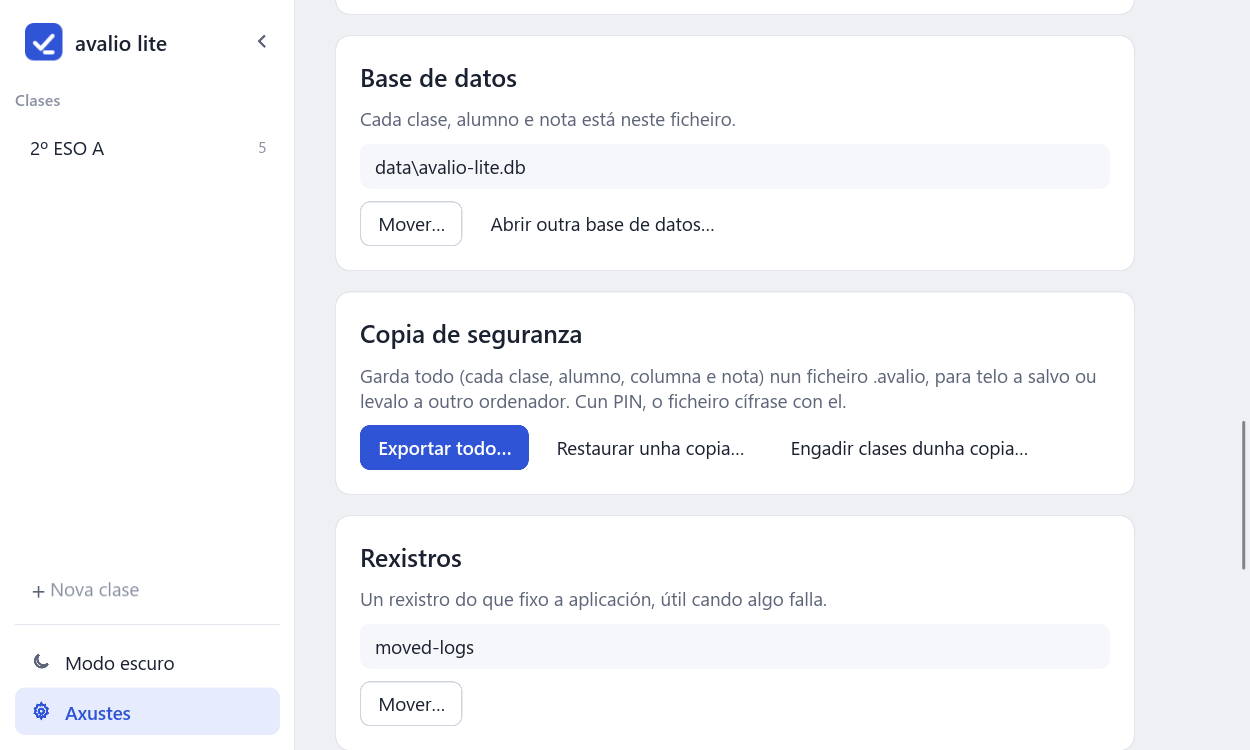 avalio lite
Clases
2º ESO A
5
+ Nova clase
Modo escuro
Axustes
Base de datos
Cada clase, alumno e nota está neste ficheiro.
data\avalio-lite.db
Mover...
Abrir outra base de datos...
Copia de seguranza
Garda todo (cada clase, alumno, columna e nota) nun ficheiro .avalio, para telo a salvo ou
levalo a outro ordenador. Cun PIN, o ficheiro cífrase con el.
Exportar todo...
Restaurar unha copia...
Engadir clases dunha copia...
Rexistros
Un rexistro do que fixo a aplicación, útil cando algo falla.
moved-logs
Mover...